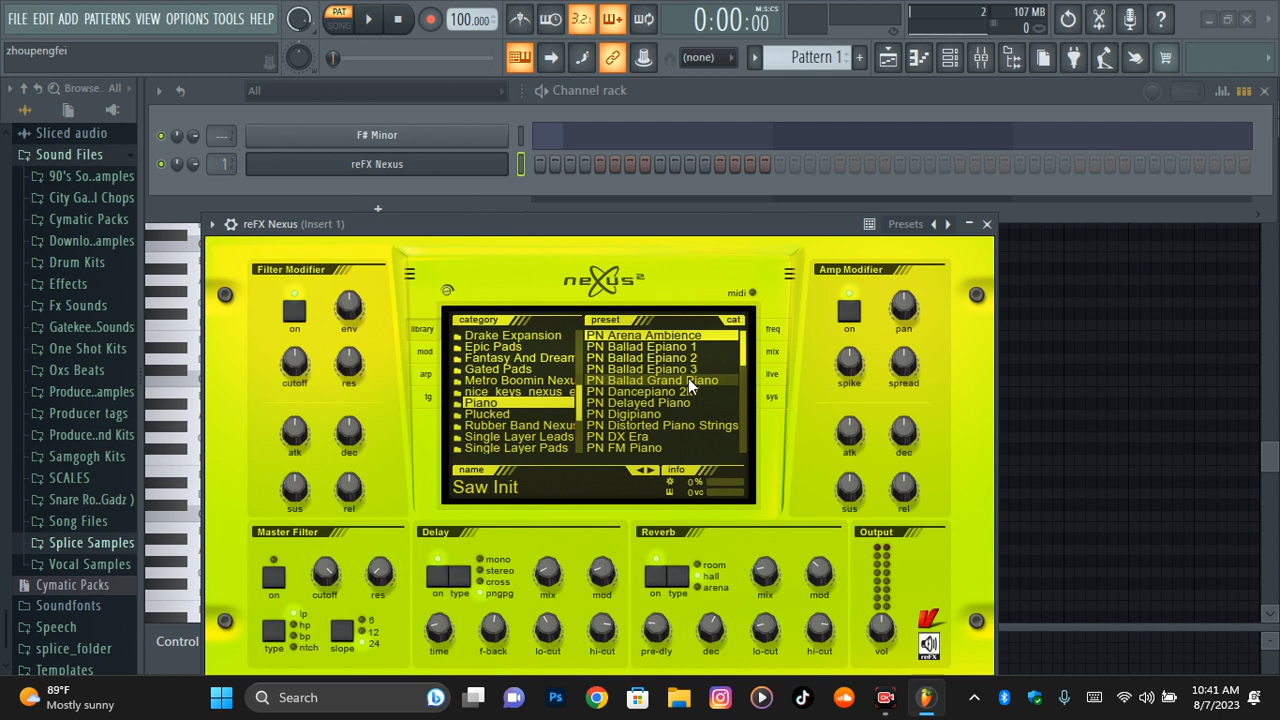 FILE EDIT ADD PATTERNS VIEW OPTIONS TOOLS HELP
PAT
SONG
100.000
3.2
0:00:00
M:S:CS
2
107 MB
0
zhoupengfei
(none)
Pattern 1
Browse.. All
All
Channel rack
Sliced audio
Sound Files
90's So..amples
City Ga..l Chops
Cymatic Packs
Downlo..amples
Drum Kits
Effects
Fx Sounds
Gatekee..Sounds
One Shot Kits
Oxs Beats
Producer tags
Produce..nd Kits
Samgogh Kits
SCALES
Snare Ro..Gadz )
Song Files
Splice Samples
Vocal Samples
Cymatic Packs
Soundfonts
Speech
splice_folder
Templates
---
F# Minor
1
reFX Nexus
+
reFX Nexus (Insert 1)
Presets
Filter Modifier
on
env
cutoff
res
atk
dec
sus
rel
nexus²
midi
library
mod
arp
tg
category
Drake Expansion
Epic Pads
Fantasy And Dream
Gated Pads
Metro Boomin Nexu
nice_keys_nexus_e
Piano
Plucked
Rubber Band Nexus
Single Layer Leads
Single Layer Pads
preset
cat
PN Arena Ambience
PN Ballad Epiano 1
PN Ballad Epiano 2
PN Ballad Epiano 3
PN Ballad Grand Piano
PN Dancepiano 2k
PN Delayed Piano
PN Digipiano
PN Distorted Piano Strings
PN DX Era
PN FM Piano
name
Saw Init
info
0 %
0vc
freq
mix
live
sys
Amp Modifier
on
pan
spike
spread
atk
dec
sus
rel
Master Filter
on
cutoff
res
type
lp
hp
bp
ntch
slope
6
12
24
Delay
on
type
mono
stereo
cross
pngpg
mix
mod
time
f-back
lo-cut
hi-cut
Reverb
on
type
room
hall
arena
mix
mod
pre-dly
dec
lo-cut
hi-cut
Output
vol
reFX
Control
89°F
Mostly sunny
Search
10:41 AM
8/7/2023